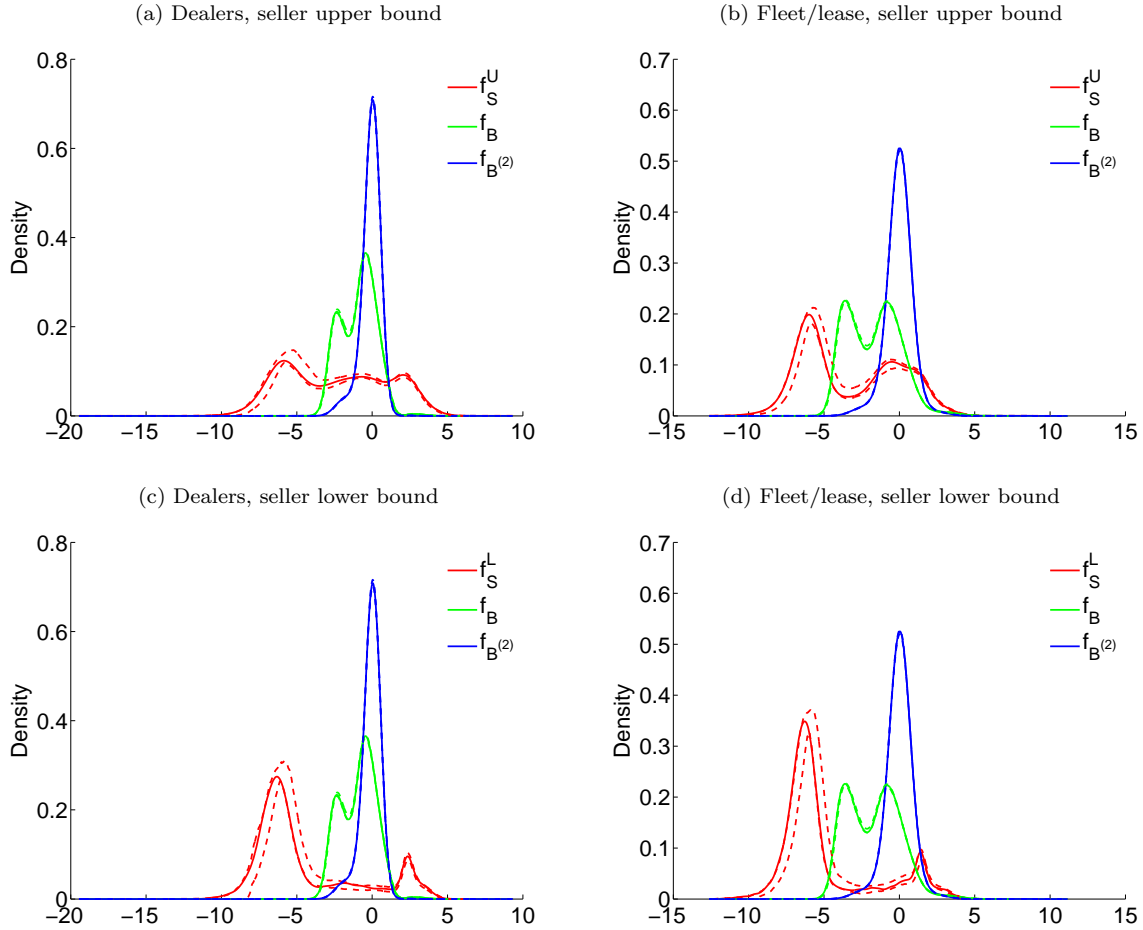 (a) Dealers, seller upper bound
Density
0.8
0.6
0.4
0.2
0
−20
−15
−10
−5
0
5
10
f_S^U
f_B
f_B^(2)
(b) Fleet/lease, seller upper bound
Density
0.7
0.6
0.5
0.4
0.3
0.2
0.1
0
−15
−10
−5
0
5
10
15
f_S^U
f_B
f_B^(2)
(c) Dealers, seller lower bound
Density
0.8
0.6
0.4
0.2
0
−20
−15
−10
−5
0
5
10
f_S^L
f_B
f_B^(2)
(d) Fleet/lease, seller lower bound
Density
0.7
0.6
0.5
0.4
0.3
0.2
0.1
0
−15
−10
−5
0
5
10
15
f_S^L
f_B
f_B^(2)